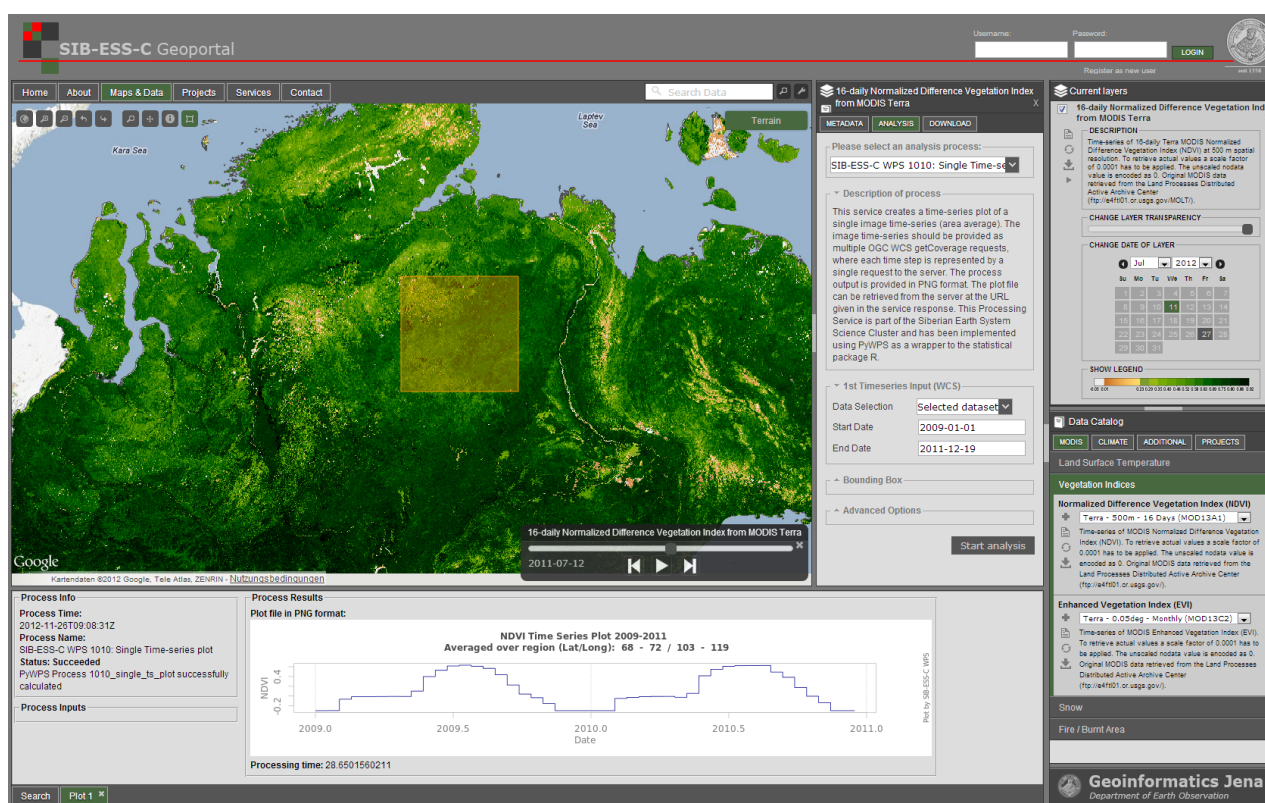 SIB-ESS-C Geoportal
Username:
Password:
LOGIN
Register as new user
Home
About
Maps & Data
Projects
Services
Contact
Search Data
Terrain
Kara Sea
Laptev
Sea
16-daily Normalized Difference Vegetation Index from MODIS Terra
2011-07-12
Google
Kartendaten ©2012 Google, Tele Atlas, ZENRIN - Nutzungsbedingungen
16-daily Normalized Difference Vegetation Index
from MODIS Terra
X
METADATA
ANALYSIS
DOWNLOAD
Please select an analysis process:
SIB-ESS-C WPS 1010: Single Time-se
Description of process
This service creates a time-series plot of a
single image time-series (area average). The
image time-series should be provided as
multiple OGC WCS getCoverage requests,
where each time step is represented by a
single request to the server. The process
output is provided in PNG format. The plot file
can be retrieved from the server at the URL
given in the service response. This Processing
Service is part of the Siberian Earth System
Science Cluster and has been implemented
using PyWPS as a wrapper to the statistical
package R.
1st Timeseries Input (WCS)
Data Selection
Selected dataset
Start Date
2009-01-01
End Date
2011-12-19
Bounding Box
Advanced Options
Start analysis
Current layers
16-daily Normalized Difference Vegetation Ind
from MODIS Terra
DESCRIPTION
Time-series of 16-daily Terra MODIS Normalized
Difference Vegetation Index (NDVI) at 500 m spatial
resolution. To retrieve actual values a scale factor
of 0.0001 has to be applied. The unscaled nodata
value is encoded as 0. Original MODIS data
retrieved from the Land Processes Distributed
Active Archive Center
(ftp://e4ftl01.cr.usgs.gov/MOLT/).
CHANGE LAYER TRANSPARENCY
CHANGE DATE OF LAYER
Jul
2012
Su Mo Tu We Th Fr Sa
1 2 3 4 5 6 7
8 9 10 11 12 13 14
15 16 17 18 19 20 21
22 23 24 25 26 27 28
29 30 31
SHOW LEGEND
Data Catalog
MODIS
CLIMATE
ADDITIONAL
PROJECTS
Land Surface Temperature
Vegetation Indices
Normalized Difference Vegetation Index (NDVI)
Terra - 500m - 16 Days (MOD13A1)
Time-series of MODIS Normalized Difference Vegetation
Index (NDVI). To retrieve actual values a scale factor of
0.0001 has to be applied. The unscaled nodata value is
encoded as 0. Original MODIS data retrieved from the
Land Processes Distributed Active Archive Center
(ftp://e4ftl01.cr.usgs.gov/).
Enhanced Vegetation Index (EVI)
Terra - 0.05deg - Monthly (MOD13C2)
Time-series of MODIS Enhanced Vegetation Index (EVI).
To retrieve actual values a scale factor of 0.0001 has to
be applied. The unscaled nodata value is encoded as 0.
Original MODIS data retrieved from the Land Processes
Distributed Active Archive Center
(ftp://e4ftl01.cr.usgs.gov/).
Snow
Fire / Burnt Area
Geoinformatics Jena
Department of Earth Observation
Process Info
Process Time:
2012-11-26T09:08:31Z
Process Name:
SIB-ESS-C WPS 1010: Single Time-series plot
Status: Succeeded
PyWPS Process 1010_single_ts_plot successfully
calculated
Process Inputs
Process Results
Plot file in PNG format:
NDVI Time Series Plot 2009-2011
Averaged over region (Lat/Long): 68 - 72 / 103 - 119
NDVI
-0.2 0.4
2009.0 2009.5 2010.0 2010.5 2011.0
Date
Plot by SIB-ESS-C WPS
Processing time: 28.6501560211
Search
Plot 1